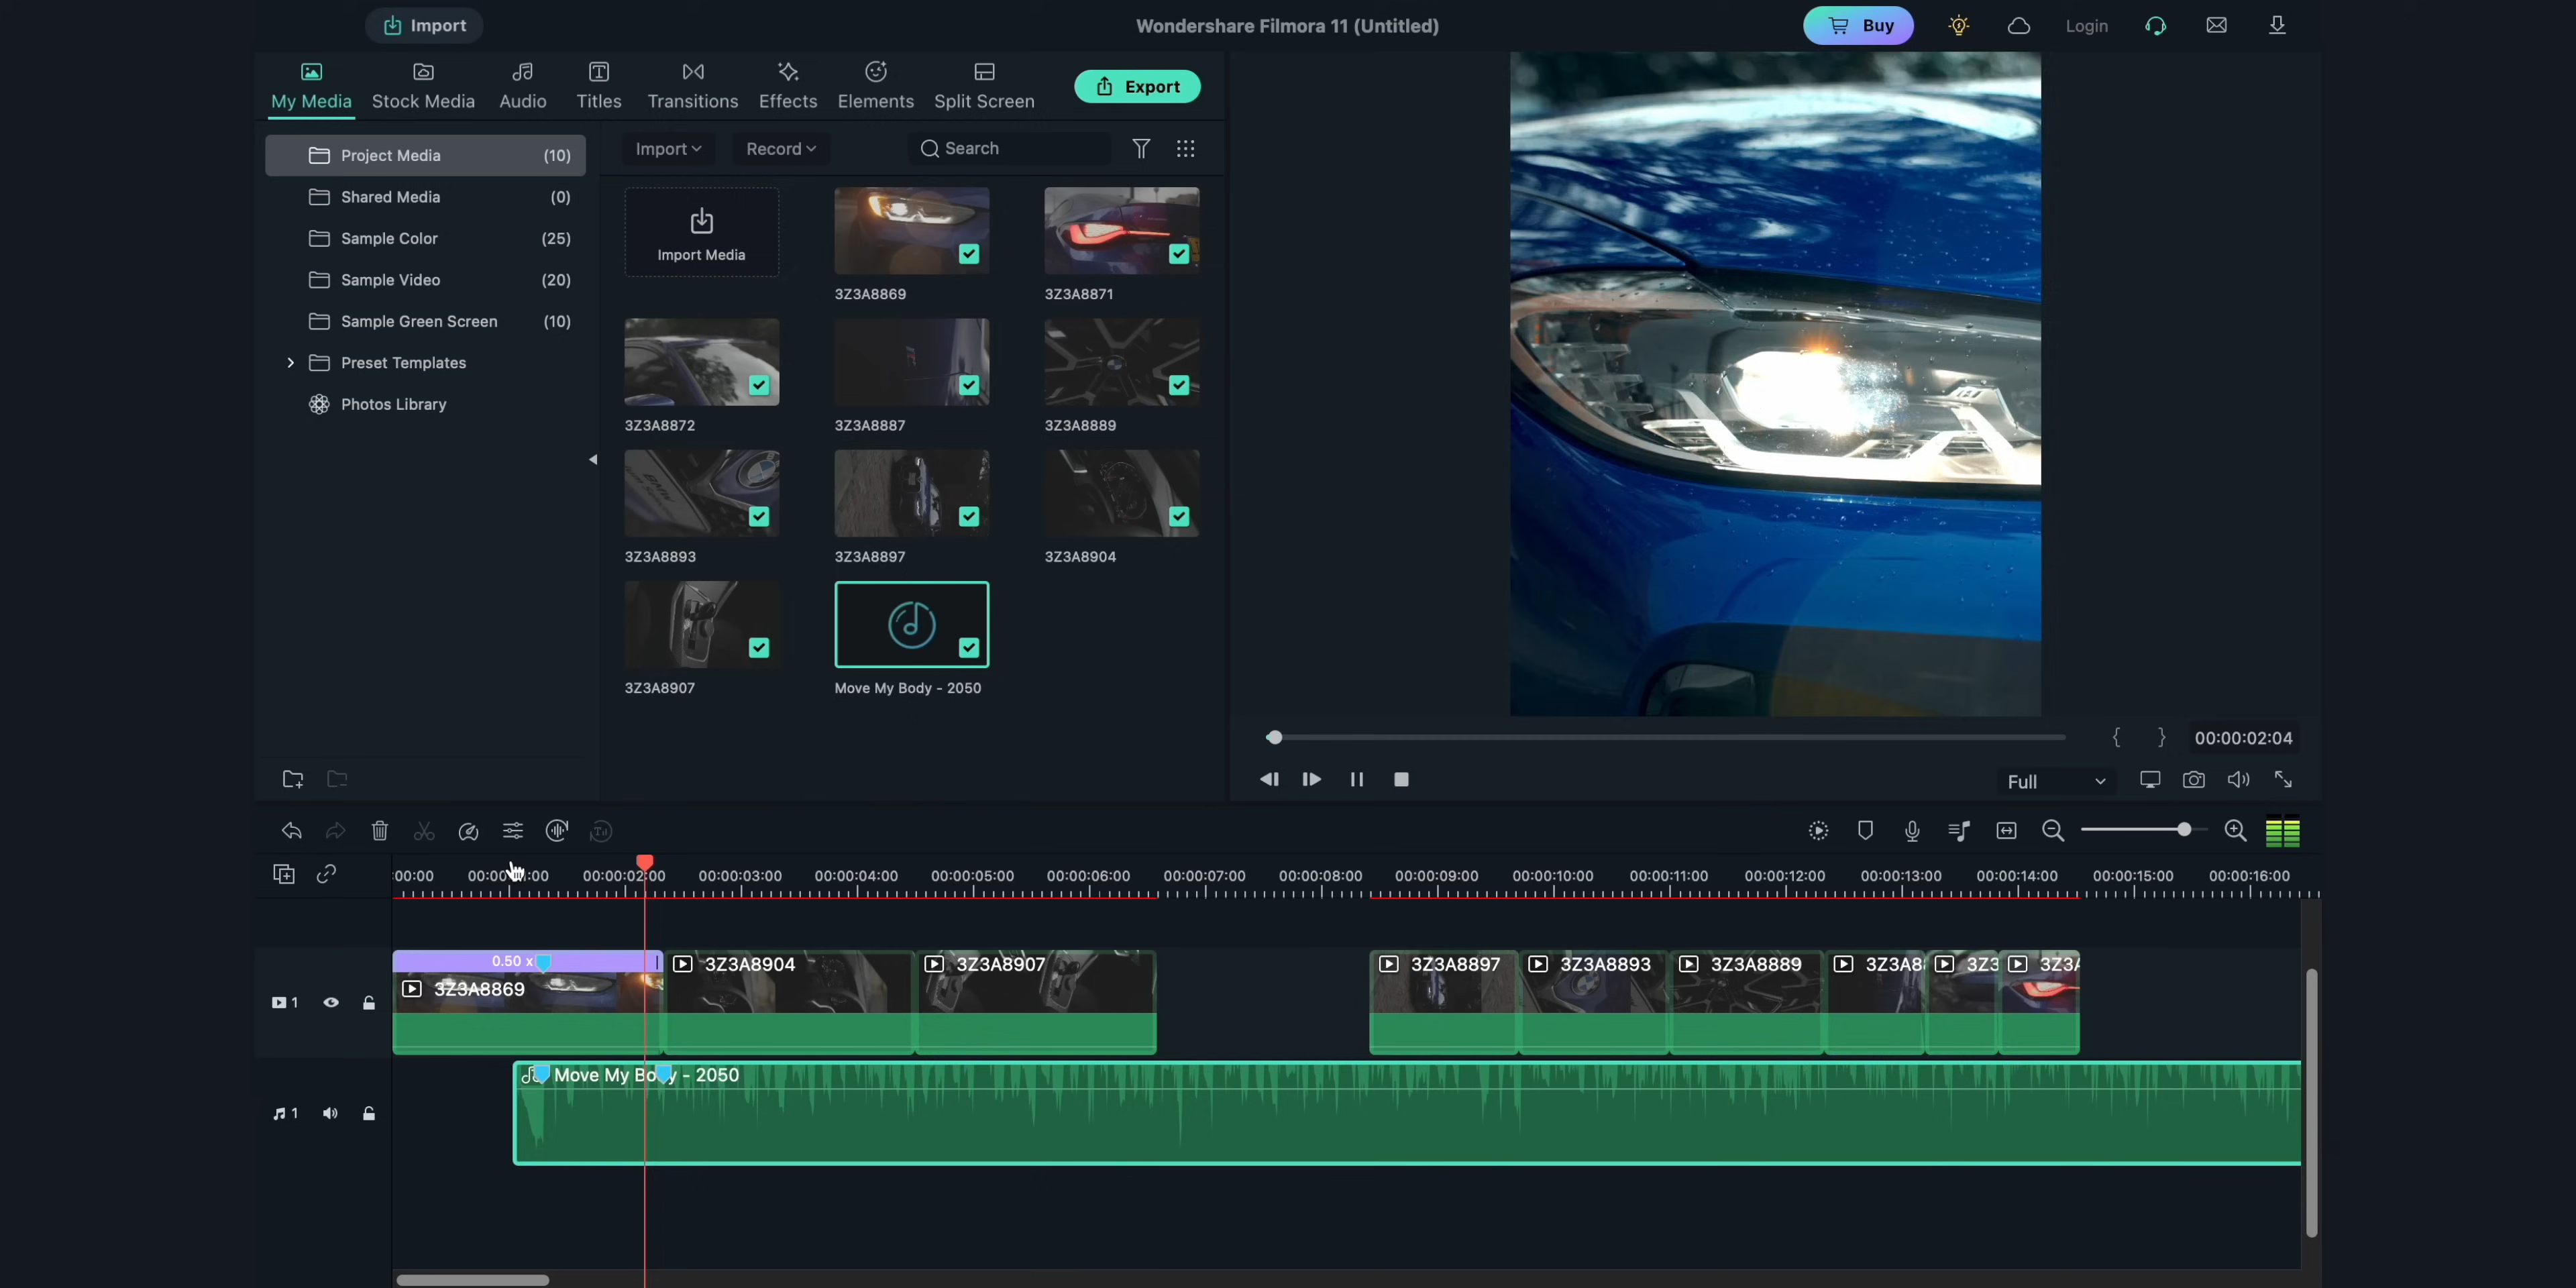 Import
Wondershare Filmora 11 (Untitled)
Buy
Login
My Media
Stock Media
Audio
Titles
Transitions
Effects
Elements
Split Screen
Export
Project Media (10)
Shared Media (0)
Sample Color (25)
Sample Video (20)
Sample Green Screen (10)
Preset Templates
Photos Library
Import
Record
Search
Import Media
3Z3A8869
3Z3A8871
3Z3A8872
3Z3A8887
3Z3A8889
3Z3A8893
3Z3A8897
3Z3A8904
3Z3A8907
Move My Body - 2050
00:00:02:04
Full
:00:00
00:00:02:00
00:00:03:00
00:00:04:00
00:00:05:00
00:00:06:00
00:00:07:00
00:00:08:00
00:00:09:00
00:00:10:00
00:00:11:00
00:00:12:00
00:00:13:00
00:00:14:00
00:00:15:00
00:00:16:00
1
0.50 x
3Z3A8869
3Z3A8904
3Z3A8907
3Z3A8897
3Z3A8893
3Z3A8889
3Z3A8
3Z3
3Z3A
1
Move My Body - 2050